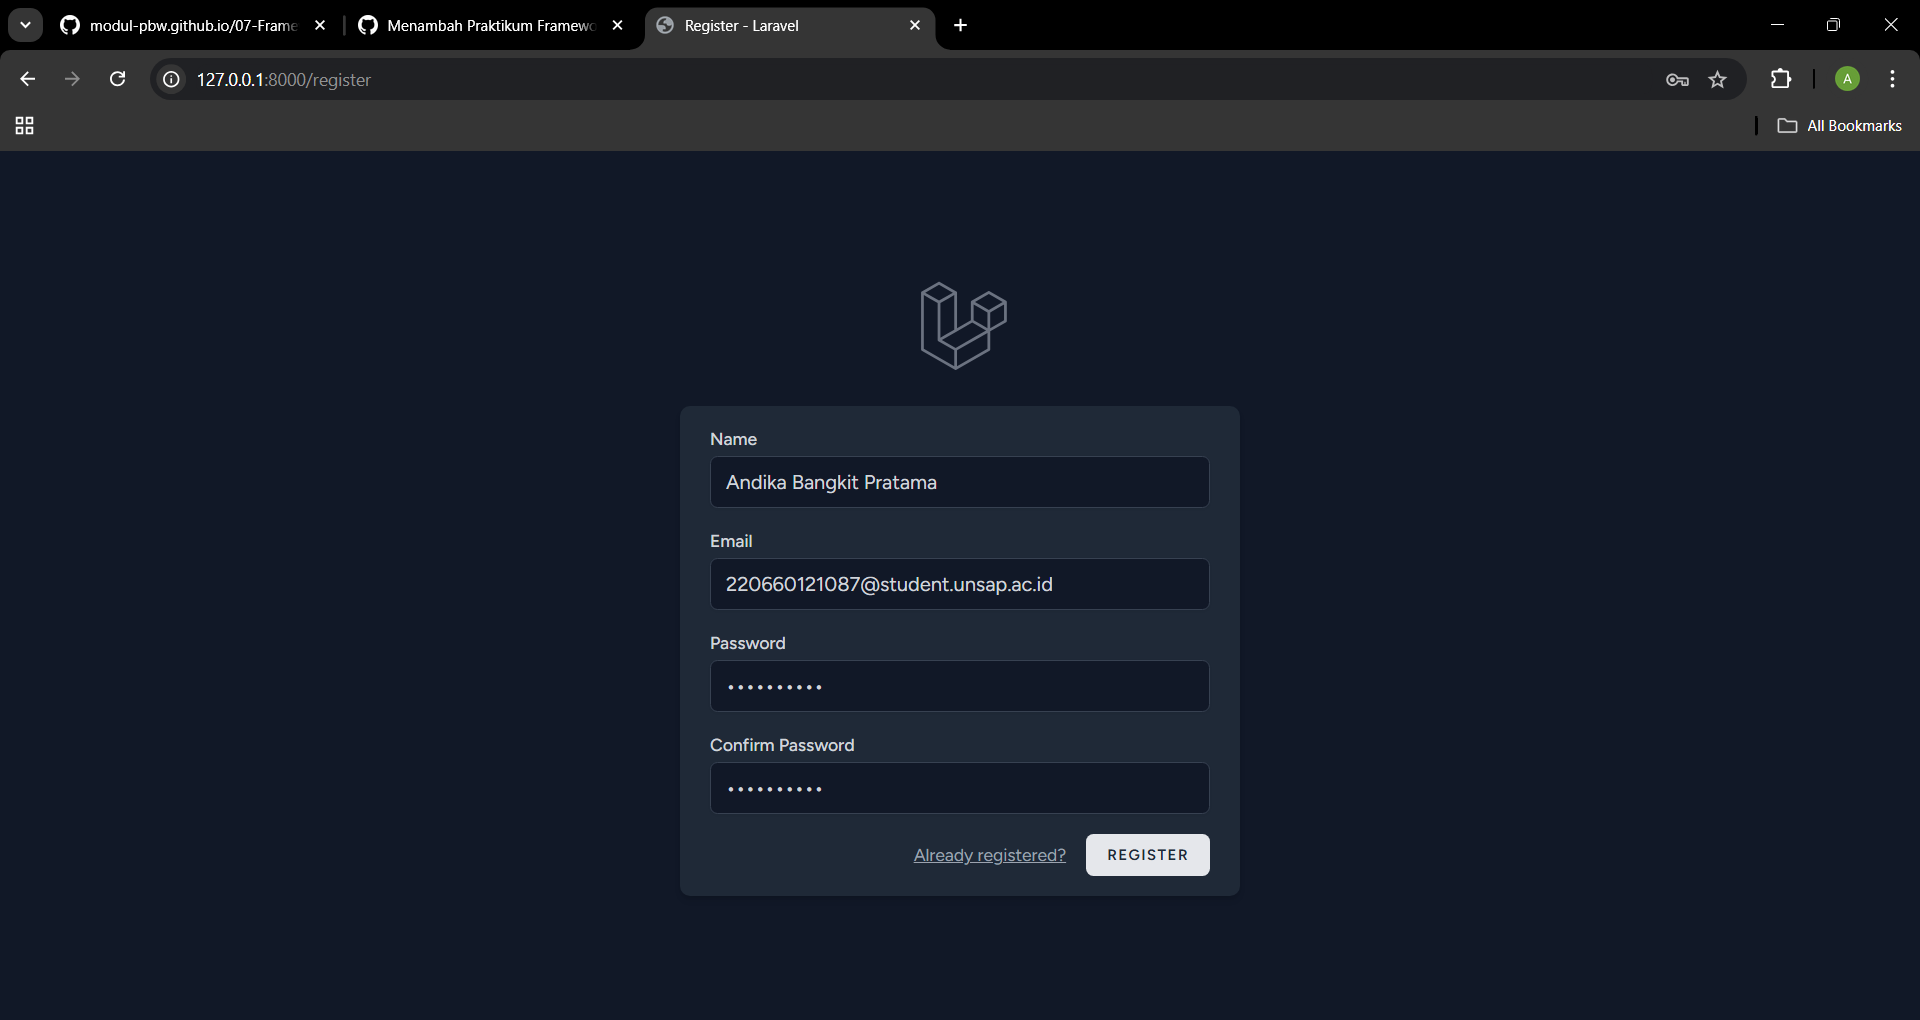 modul-pbw.github.io/07-Frame
Menambah Praktikum Framewo
Register - Laravel
127.0.0.1:8000/register
A
All Bookmarks
Name
Andika Bangkit Pratama
Email
220660121087@student.unsap.ac.id
Password
••••••••••
Confirm Password
••••••••••
Already registered?
REGISTER